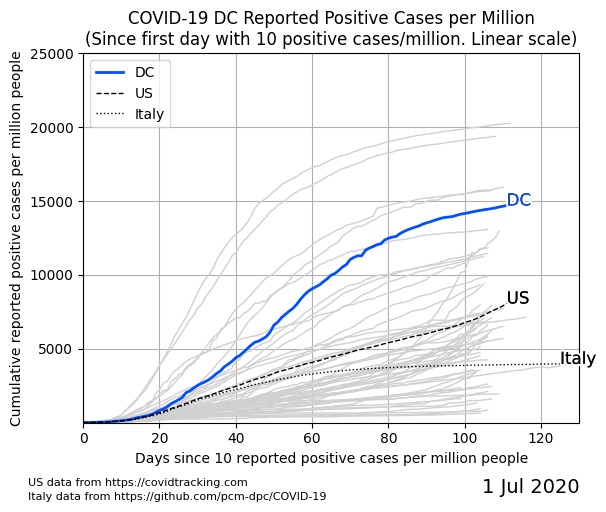 COVID-19 DC Reported Positive Cases per Million
(Since first day with 10 positive cases/million. Linear scale)
Cumulative reported positive cases per million people
25000
20000
15000
10000
5000
DC
US
Italy
DC
US
Italy
0
20
40
60
80
100
120
Days since 10 reported positive cases per million people
US data from https://covidtracking.com
Italy data from https://github.com/pcm-dpc/COVID-19
1 Jul 2020